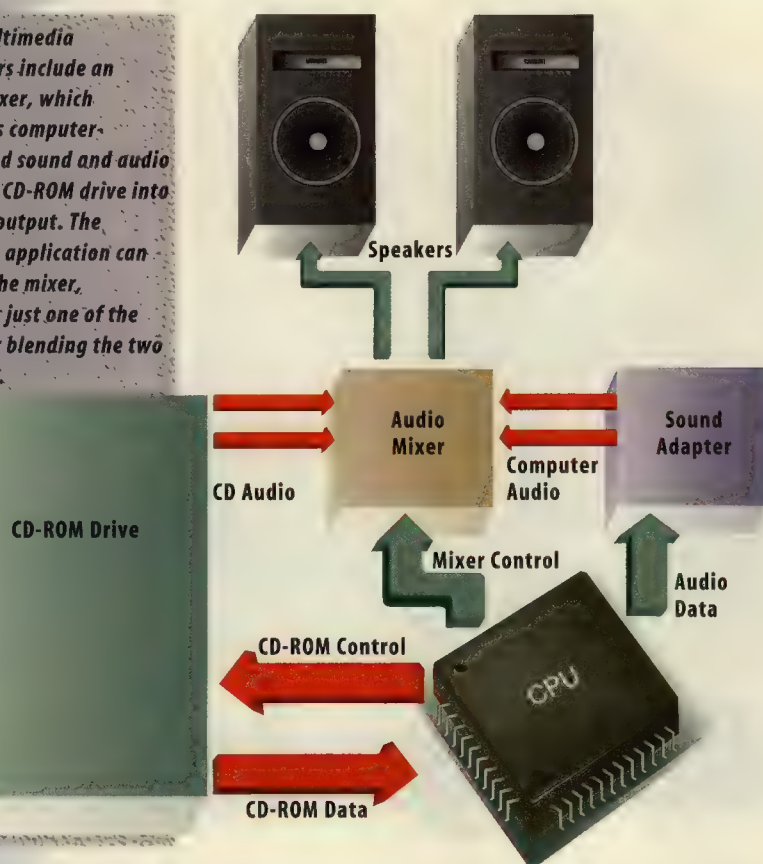 ltimedia
rs include an
xer, which
s computer-
d sound and audio
CD-ROM drive into
output. The
application can
he mixer,
just one of the
r blending the two
Speakers
Audio
Mixer
Sound
Adapter
CD Audio
Computer
Audio
CD-ROM Drive
Mixer Control
Audio
Data
CD-ROM Control
CPU
CD-ROM Data